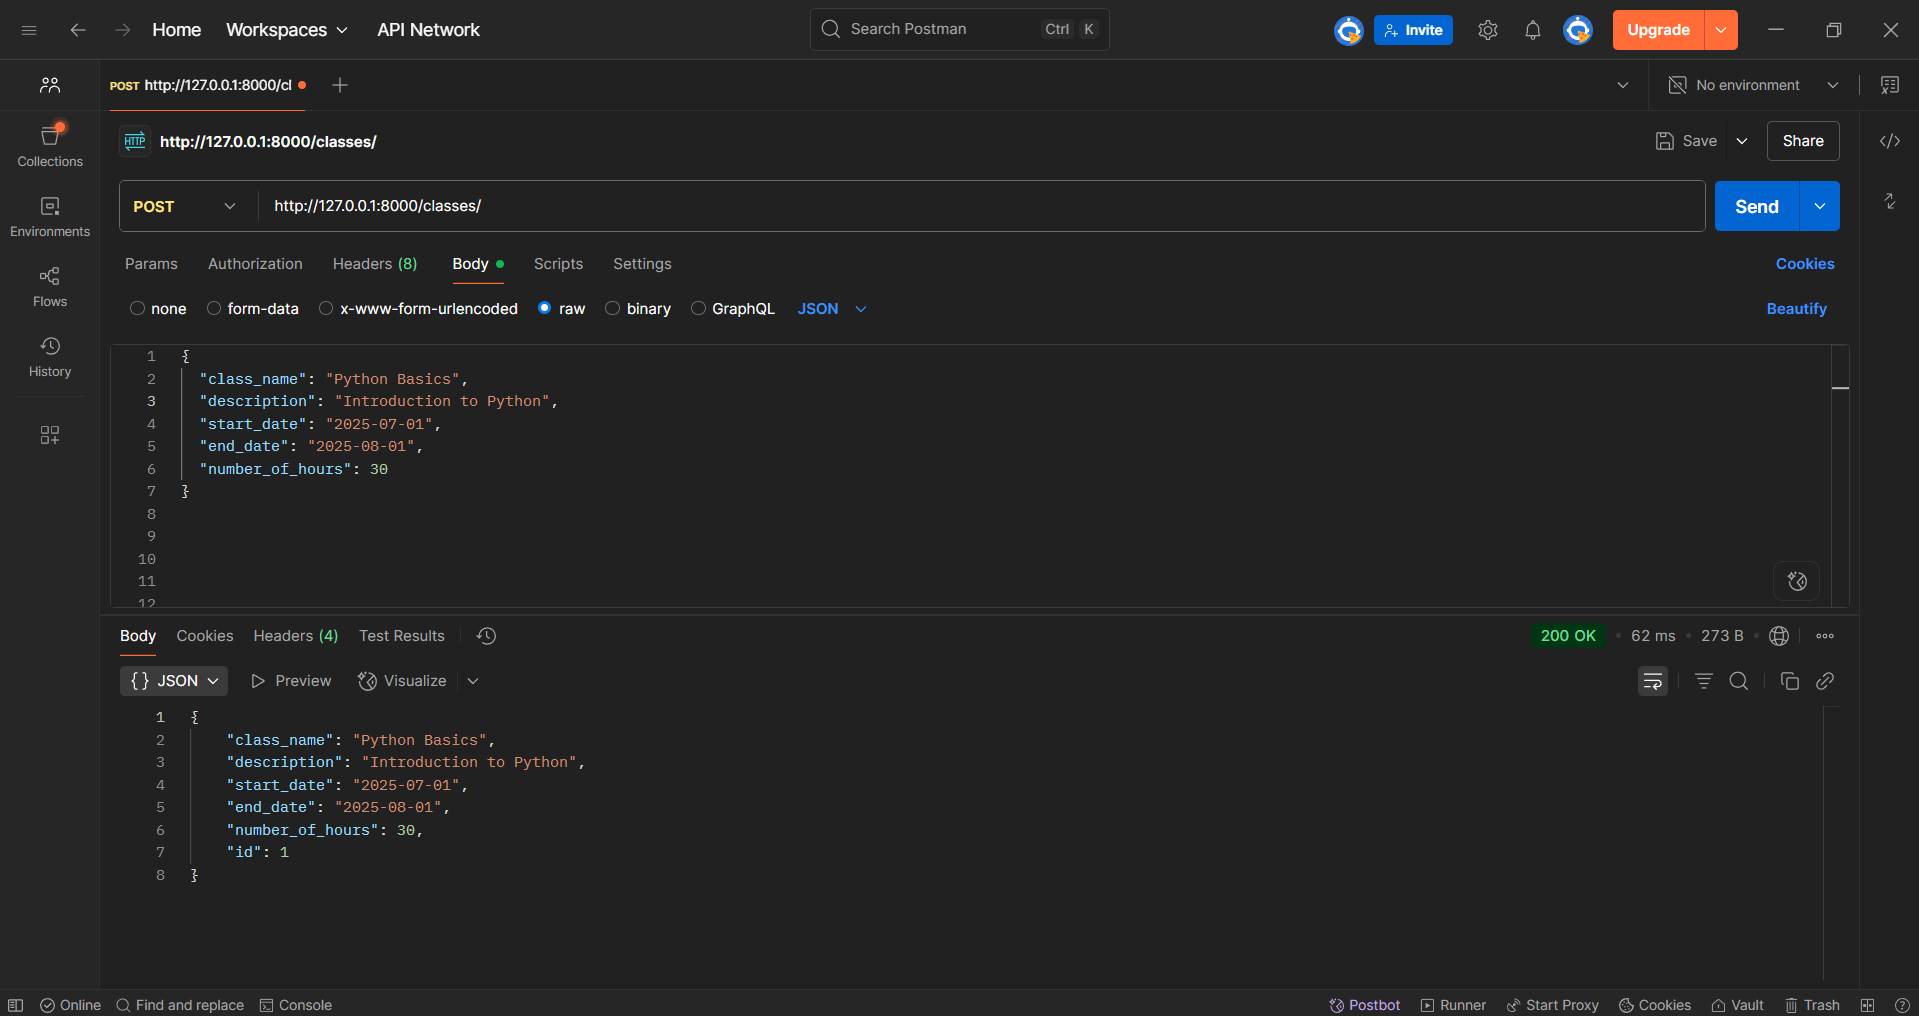 Home Workspaces API Network Search Postman Ctrl K Invite Upgrade
POST http://127.0.0.1:8000/cl No environment
HTTP http://127.0.0.1:8000/classes/ Save Share
Collections
POST http://127.0.0.1:8000/classes/ Send
Environments
Params Authorization Headers (8) Body Scripts Settings Cookies
Flows
none form-data x-www-form-urlencoded raw binary GraphQL JSON Beautify
History
1 {
2 "class_name": "Python Basics",
3 "description": "Introduction to Python",
4 "start_date": "2025-07-01",
5 "end_date": "2025-08-01",
6 "number_of_hours": 30
7 }
8
9
10
11
12
Body Cookies Headers (4) Test Results 200 OK 62 ms 273 B
{} JSON Preview Visualize
1 {
2 "class_name": "Python Basics",
3 "description": "Introduction to Python",
4 "start_date": "2025-07-01",
5 "end_date": "2025-08-01",
6 "number_of_hours": 30,
7 "id": 1
8 }
Online Find and replace Console Postbot Runner Start Proxy Cookies Vault Trash